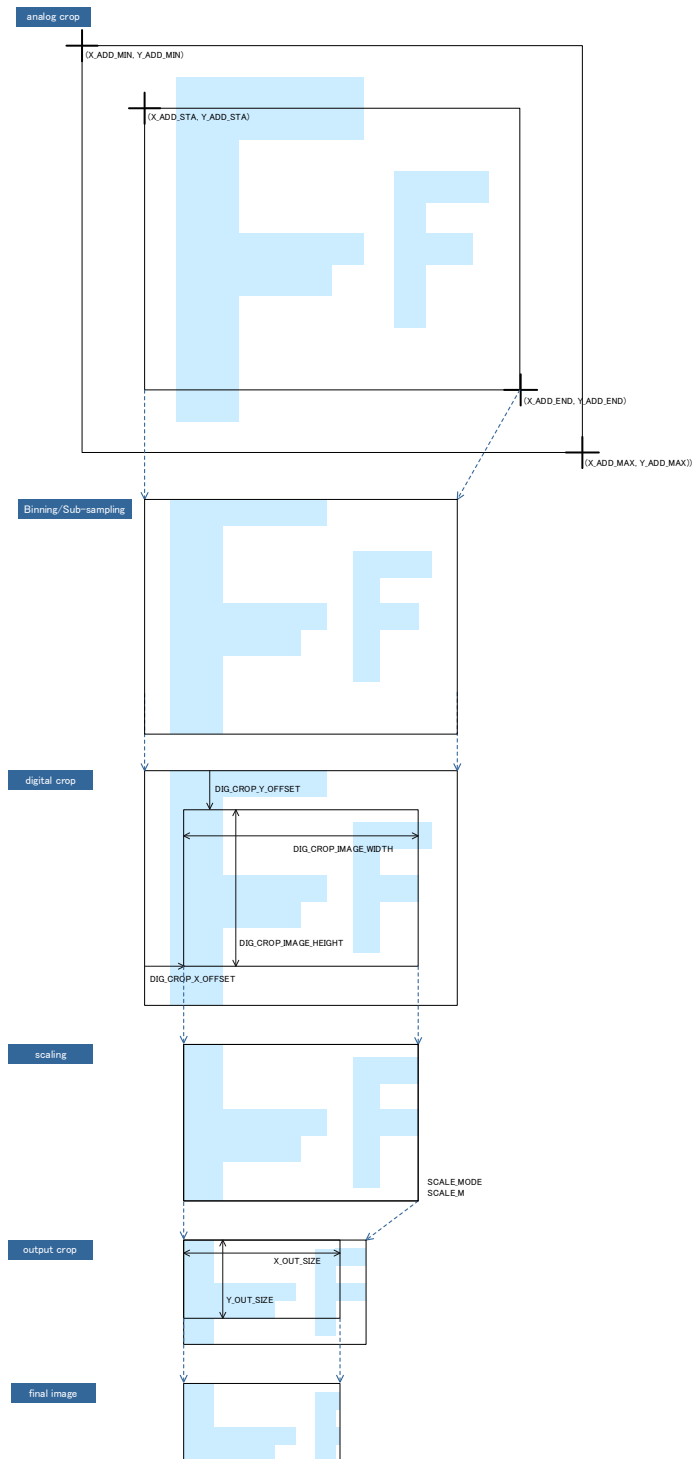 analog crop
(X_ADD_MIN, Y_ADD_MIN)
(X_ADD_STA, Y_ADD_STA)
(X_ADD_END, Y_ADD_END)
(X_ADD_MAX, Y_ADD_MAX))
Binning/Sub-sampling
digital crop
DIG_CROP_Y_OFFSET
DIG_CROP_IMAGE_WIDTH
DIG_CROP_IMAGE_HEIGHT
DIG_CROP_X_OFFSET
scaling
SCALE_MODE
SCALE_M
output crop
X_OUT_SIZE
Y_OUT_SIZE
final image